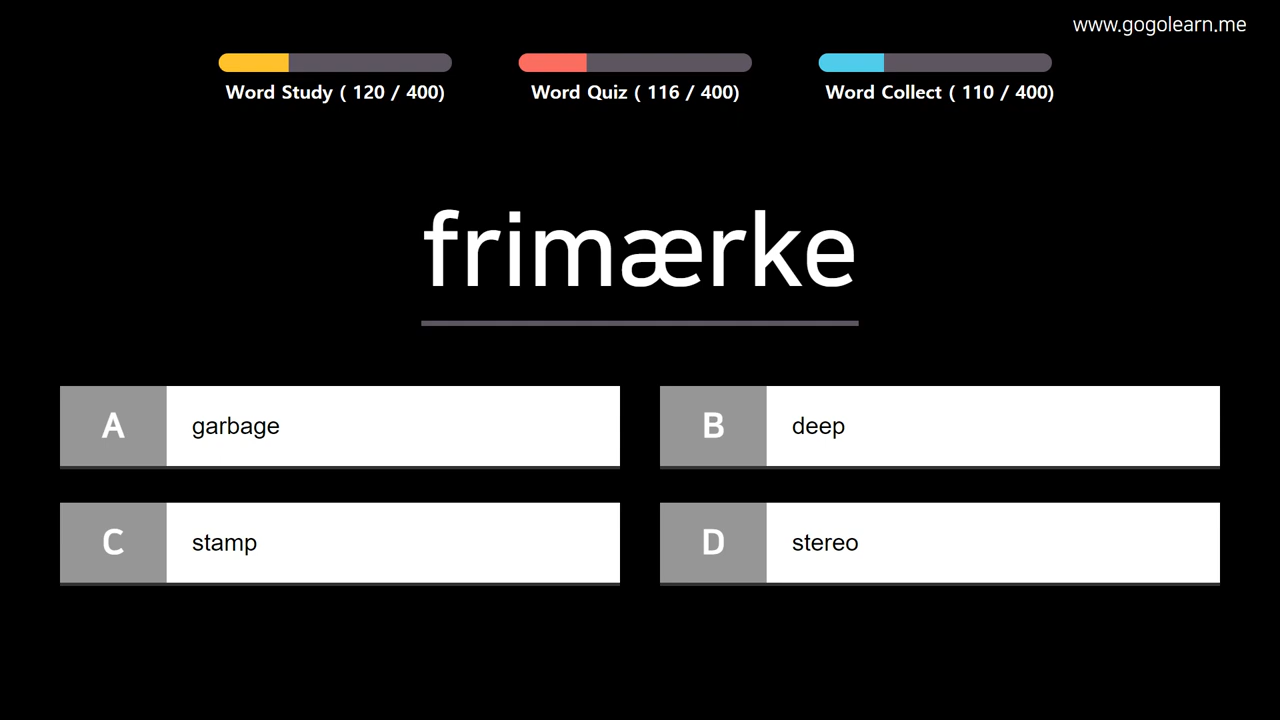 www.gogolearn.me
Word Study ( 120 / 400)
Word Quiz ( 116 / 400)
Word Collect ( 110 / 400)
frimærke
A garbage
B deep
C stamp
D stereo